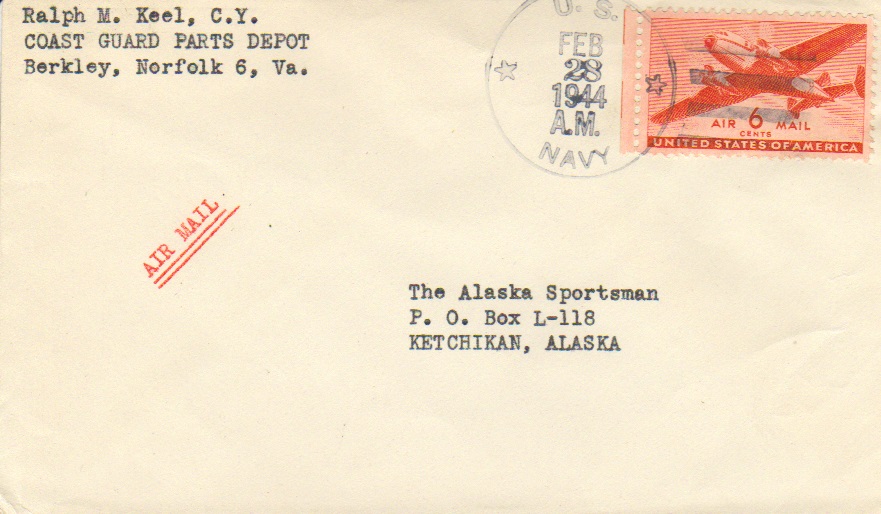 Ralph M. Keel, C.Y.
COAST GUARD PARTS DEPOT
Berkley, Norfolk 6, Va.
U. S.
FEB
28
1944
A.M.
NAVY
AIR 6 MAIL
CENTS
UNITED STATES OF AMERICA
AIR MAIL
The Alaska Sportsman
P. O. Box L-118
KETCHIKAN, ALASKA